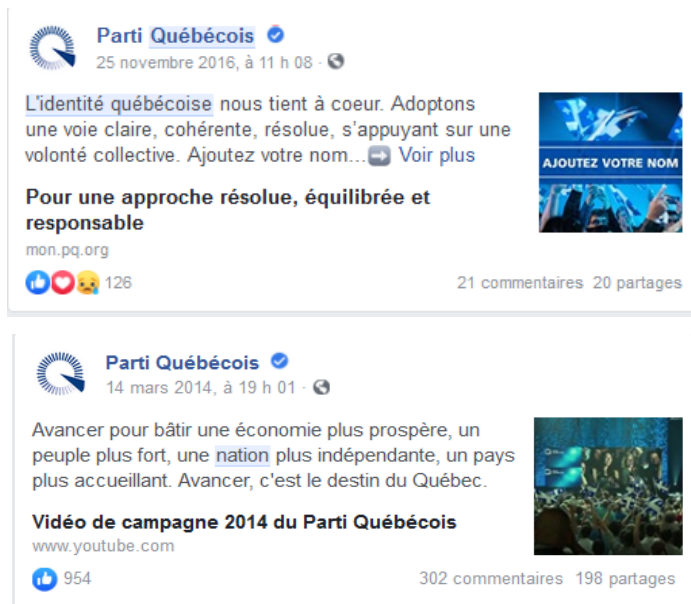 Parti Québécois
25 novembre 2016, à 11 h 08 ·
L'identité québécoise nous tient à coeur. Adoptons
une voie claire, cohérente, résolue, s'appuyant sur une
volonté collective. Ajoutez votre nom...➡ Voir plus
AJOUTEZ VOTRE NOM
Pour une approche résolue, équilibrée et
responsable
mon.pq.org
126
21 commentaires 20 partages
Parti Québécois
14 mars 2014, à 19 h 01 ·
Avancer pour bâtir une économie plus prospère, un
peuple plus fort, une nation plus indépendante, un pays
plus accueillant. Avancer, c'est le destin du Québec.
Vidéo de campagne 2014 du Parti Québécois
www.youtube.com
954
302 commentaires 198 partages